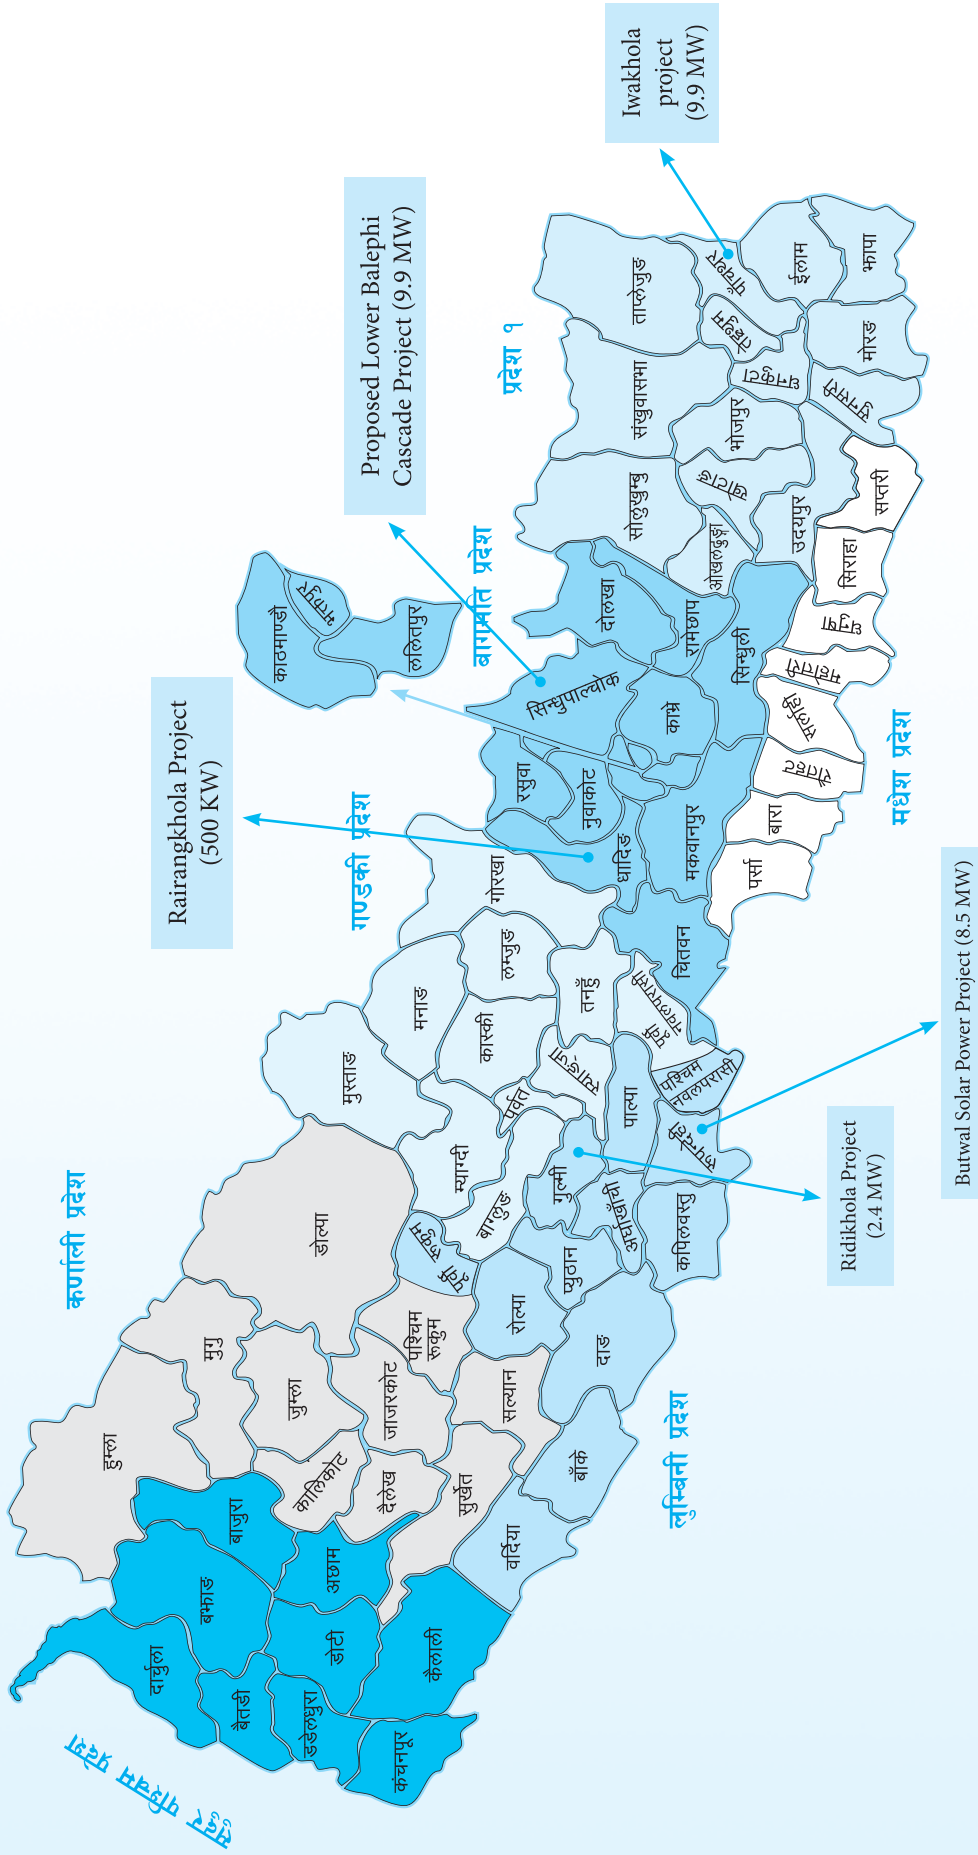 सुदूर पश्चिम प्रदेश
कर्णाली प्रदेश
लुम्बिनी प्रदेश
गण्डकी प्रदेश
बागमति प्रदेश
प्रदेश १
मधेश प्रदेश
दार्चुला
बैतडी
डडेलधुरा
कंचनपूर
बझाङ
बाजुरा
डोटी
अछाम
कैलाली
हुम्ला
मुगु
डोल्पा
जुम्ला
कालिकोट
जाजरकोट
दैलेख
पश्चिम
रूकुम
सल्यान
सुर्खेत
बर्दिया
बाँके
दाङ
पूर्वी रूकुम
रोल्पा
प्युठान
गुल्मी
अर्घाखाँची
कपिलवस्तु
पाल्पा
रूपन्देही
पश्चिम
नवलपरासी
मुस्ताङ
मनाङ
म्याग्दी
कास्की
पर्वत
बाग्लुङ
स्याङ्जा
लम्जुङ
गोरखा
तनहुँ
पूर्वी
नवलपरासी
चितवन
रसुवा
नुवाकोट
धादिङ
मकवानपुर
सिन्धुपाल्चोक
काभ्रे
दोलखा
रामेछाप
सिन्धुली
काठमाण्डौ
भक्तपुर
ललितपुर
पर्सा
बारा
रौतहट
सर्लाही
महोतरी
धनुषा
सिराहा
सप्तरी
सोलुखुम्बु
ओखलढुङ्गा
खोटाङ
उदयपुर
संखुवासभा
भोजपुर
धनकुटा
सुनसरी
ताप्लेजुङ
तेह्रथुम
पाँचथर
ईलाम
मोरङ
झापा
Rairangkhola Project
(500 KW)
Proposed Lower Balephi
Cascade Project (9.9 MW)
Iwakhola
project
(9.9 MW)
Ridikhola Project
(2.4 MW)
Butwal Solar Power Project (8.5 MW)